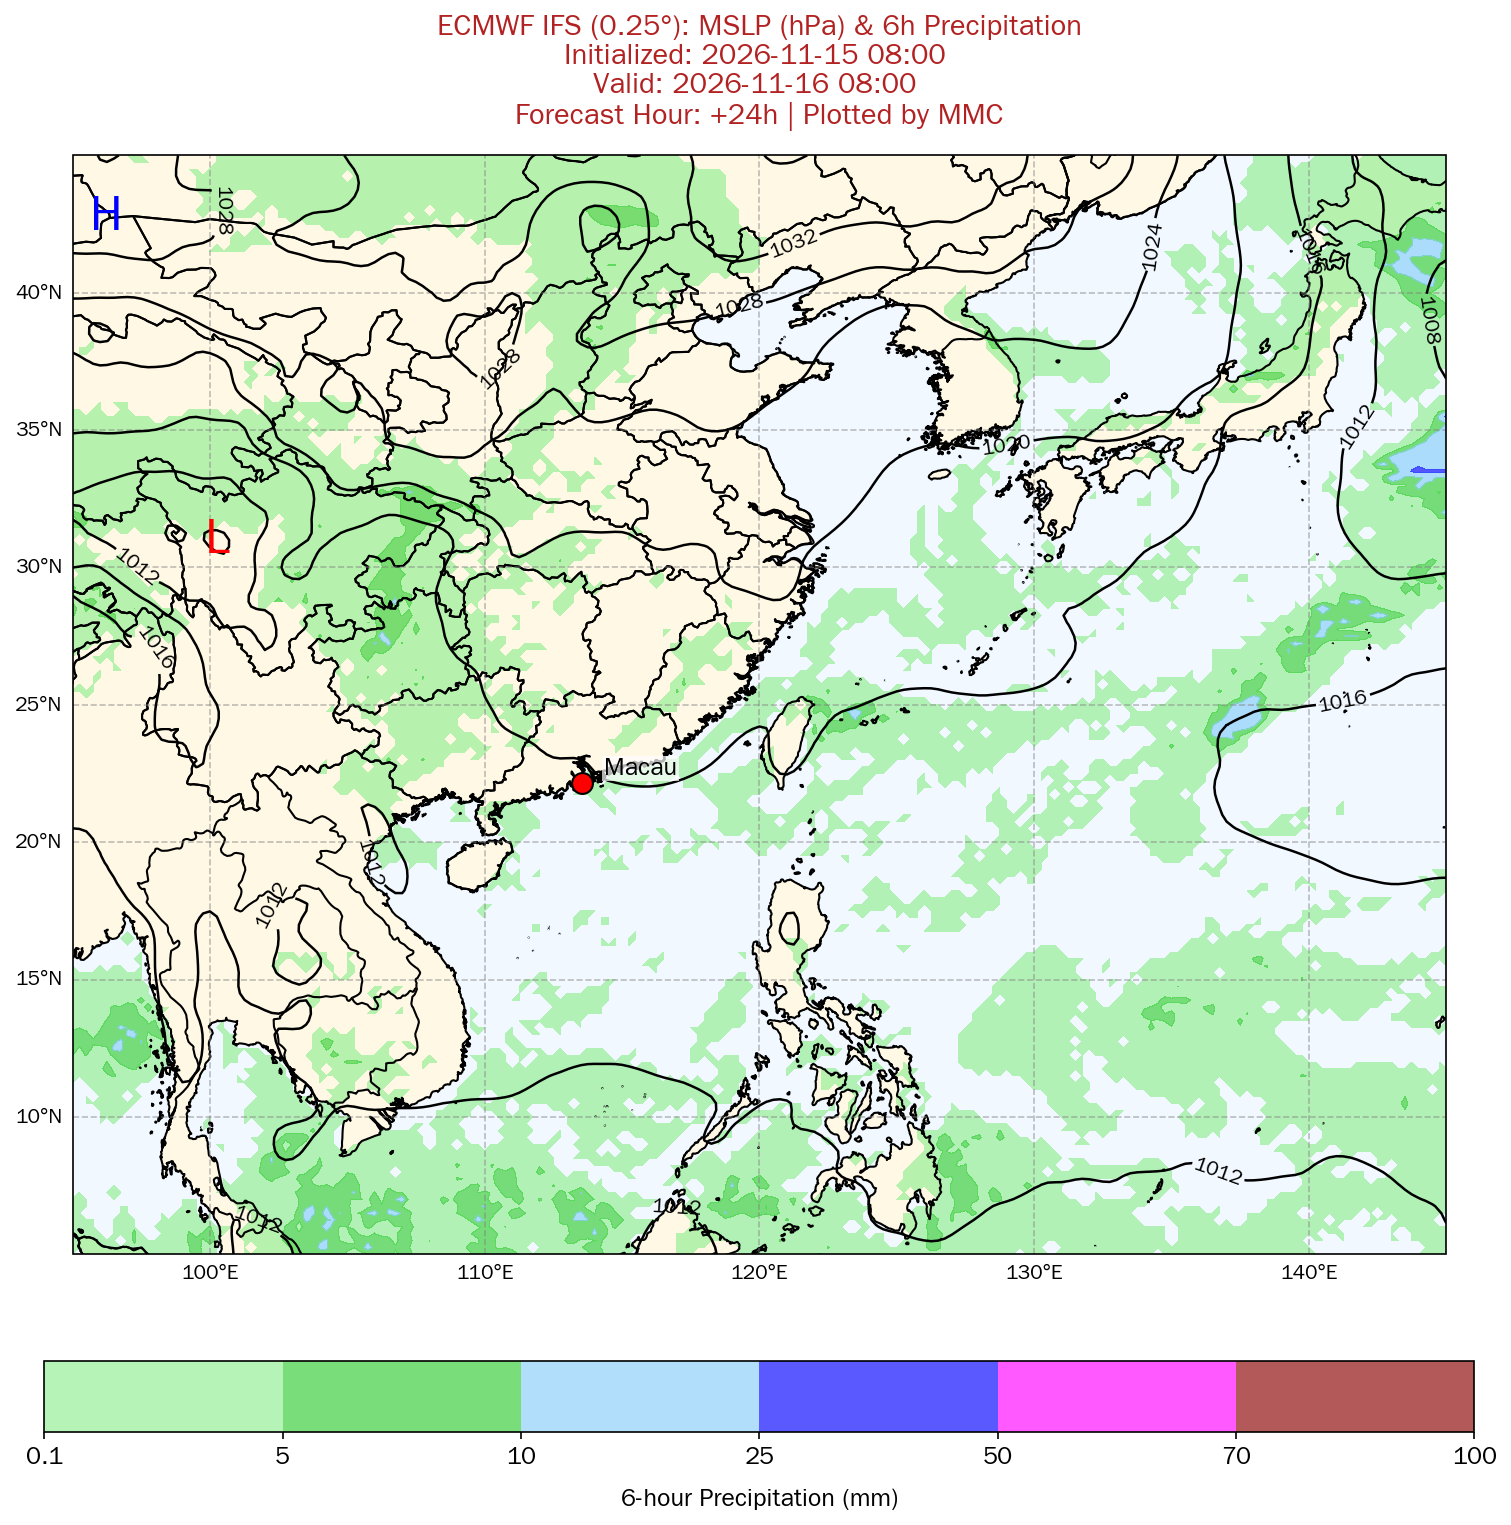 ECMWF IFS (0.25°): MSLP (hPa) & 6h Precipitation
Initialized: 2026-11-15 08:00
Valid: 2026-11-16 08:00
Forecast Hour: +24h | Plotted by MMC
H
1028
1032
1024
1016
40°N
1028
1008
1028
35°N
1012
1020
L
30°N
1012
1016
25°N
1016
Macau
20°N
1012
1012
15°N
10°N
1012
1012
1012
100°E
110°E
120°E
130°E
140°E
0.1
5
10
25
50
70
100
6-hour Precipitation (mm)